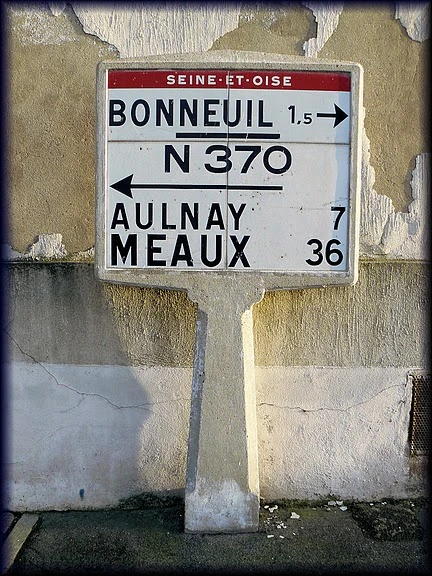 SEINE-ET-OISE
BONNEUIL 1,5
N 370
AULNAY 7
MEAUX 36